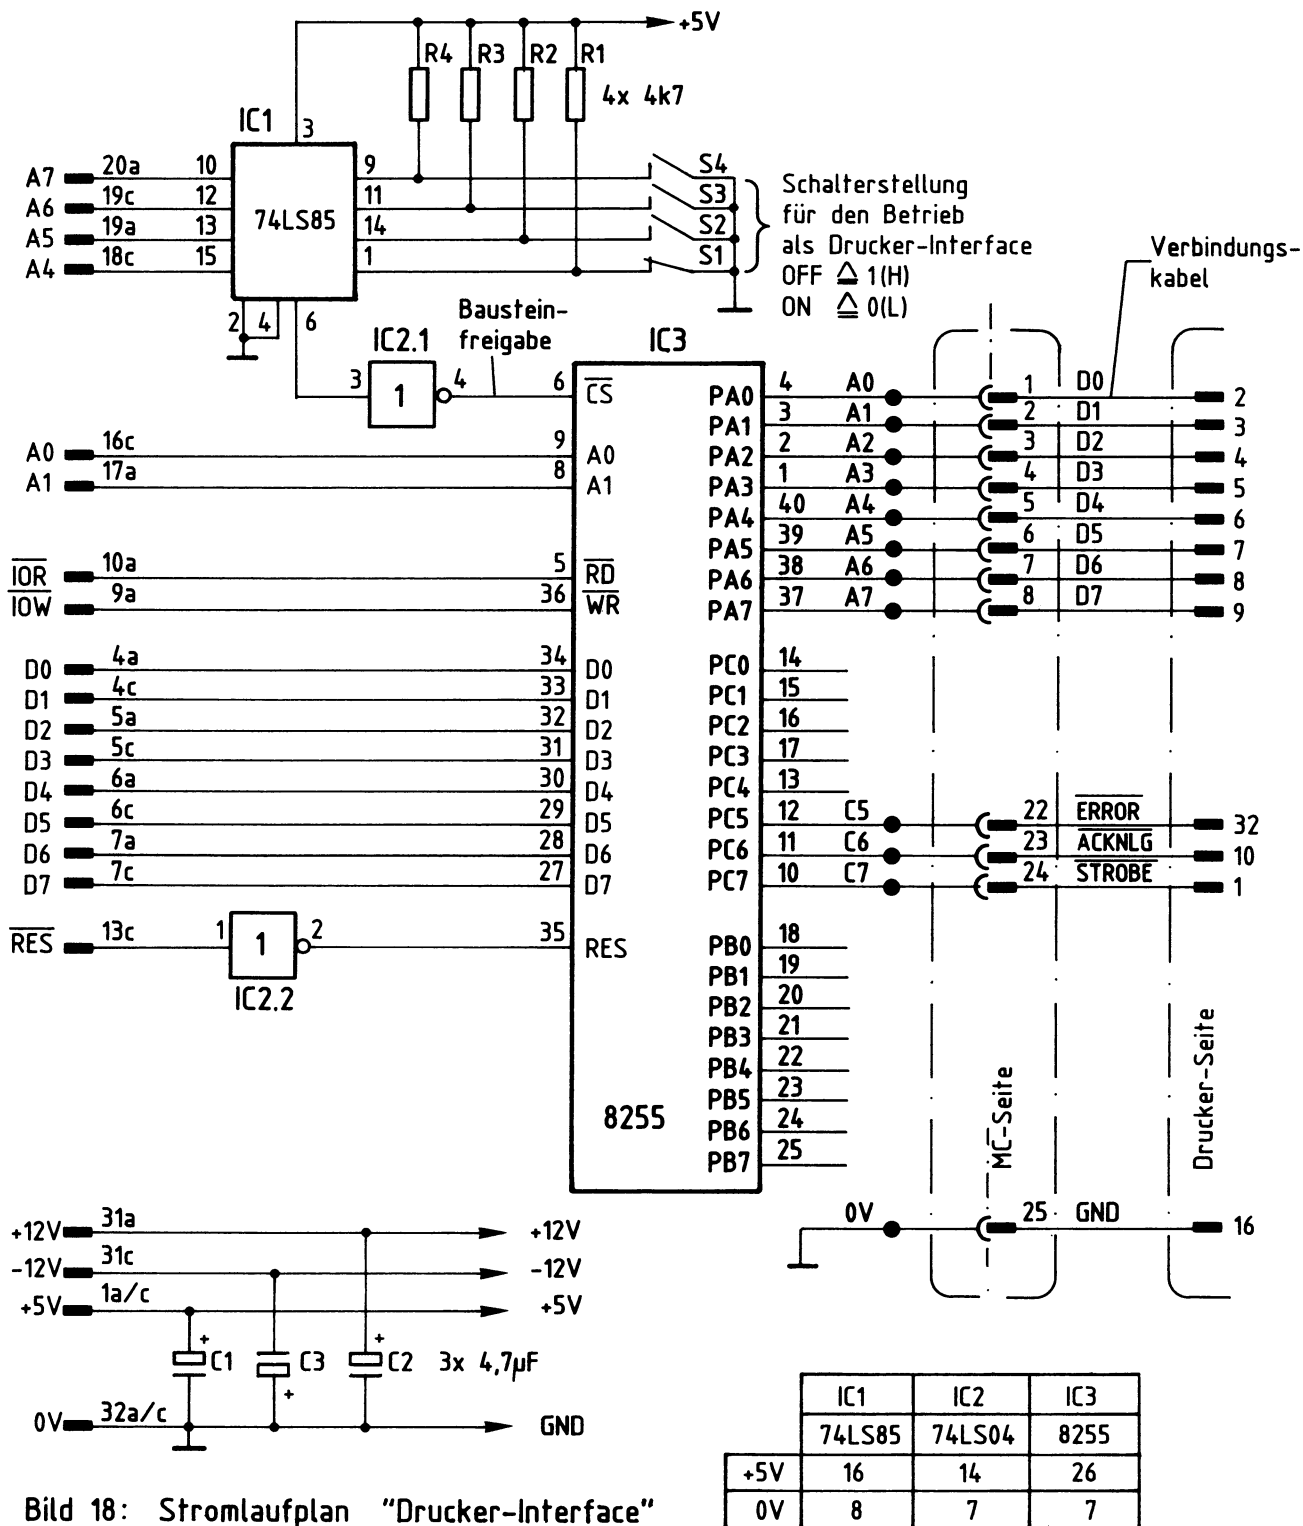 +5V
R4 R3 R2 R1
4x 4k7
IC1
3
A7 20a 10 9 S4
A6 19c 12 11 S3
A5 19a 13 14 S2
A4 18c 15 1 S1
74LS85
2 4 6
Schalterstellung
für den Betrieb
als Drucker-Interface
OFF ≙ 1(H)
ON ≙ 0(L)
Verbindungs-
kabel
Baustein-
freigabe
IC2.1
3 1 4
IC3
6 C̅S̅
A0 16c 9 A0
A1 17a 8 A1
I̅O̅R̅ 10a 5 R̅D̅
I̅O̅W̅ 9a 36 W̅R̅
D0 4a 34 D0
D1 4c 33 D1
D2 5a 32 D2
D3 5c 31 D3
D4 6a 30 D4
D5 6c 29 D5
D6 7a 28 D6
D7 7c 27 D7
R̅E̅S̅ 13c 1 1 2 35 RES
IC2.2
8255
PA0 4 A0 1 D0 2
PA1 3 A1 2 D1 3
PA2 2 A2 3 D2 4
PA3 1 A3 4 D3 5
PA4 40 A4 5 D4 6
PA5 39 A5 6 D5 7
PA6 38 A6 7 D6 8
PA7 37 A7 8 D7 9
PC0 14
PC1 15
PC2 16
PC3 17
PC4 13
PC5 12 C5 22 E̅R̅R̅O̅R̅ 32
PC6 11 C6 23 A̅C̅K̅N̅L̅G̅ 10
PC7 10 C7 24 S̅T̅R̅O̅B̅E̅ 1
PB0 18
PB1 19
PB2 20
PB3 21
PB4 22
PB5 23
PB6 24
PB7 25
MC-Seite
Drucker-Seite
0V 25 GND 16
+12V 31a +12V
-12V 31c -12V
+5V 1a/c +5V
+ C1 C3 + + C2 3x 4,7µF
0V 32a/c GND
IC1 IC2 IC3
74LS85 74LS04 8255
+5V 16 14 26
0V 8 7 7
Bild 18: Stromlaufplan "Drucker-Interface"